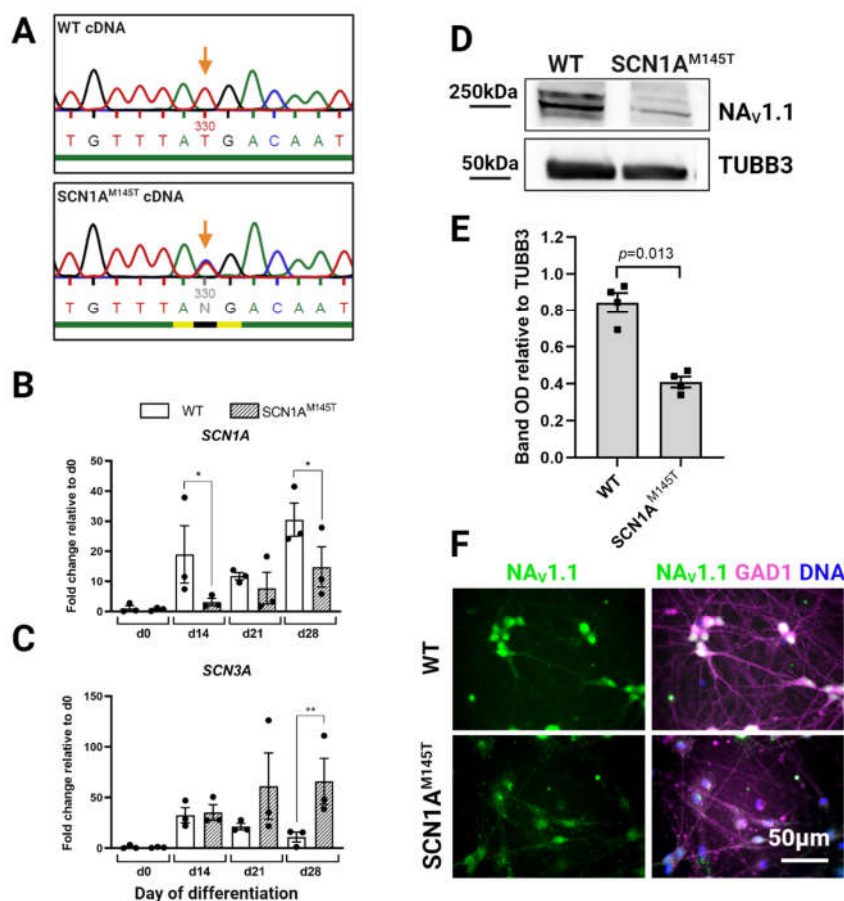 A
WT cDNA
330
T G T T T A T G A C A A T
SCN1A^M145T cDNA
330
T G T T T A N G A C A A T
B
WT SCN1A^M145T
SCN1A
Fold change relative to d0
50
40
30
20
10
0
* *
d0 d14 d21 d28
C
SCN3A
Fold change relative to d0
150
100
50
0
**
d0 d14 d21 d28
Day of differentiation
D
WT SCN1A^M145T
250kDa
NAv1.1
50kDa
TUBB3
E
Band OD relative to TUBB3
1.2
1.0
0.8
0.6
0.4
0.2
0.0
p=0.013
WT
SCN1A^M145T
F
NAv1.1 NAv1.1 GAD1 DNA
WT
SCN1A^M145T
50μm